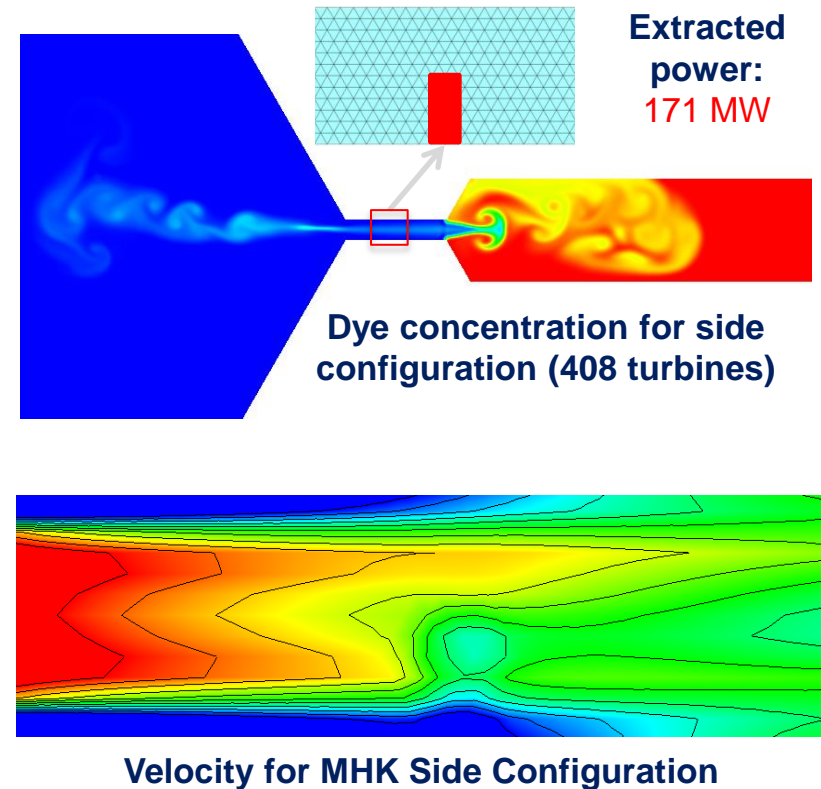 Extracted
power:
171 MW
Dye concentration for side
configuration (408 turbines)
Velocity for MHK Side Configuration